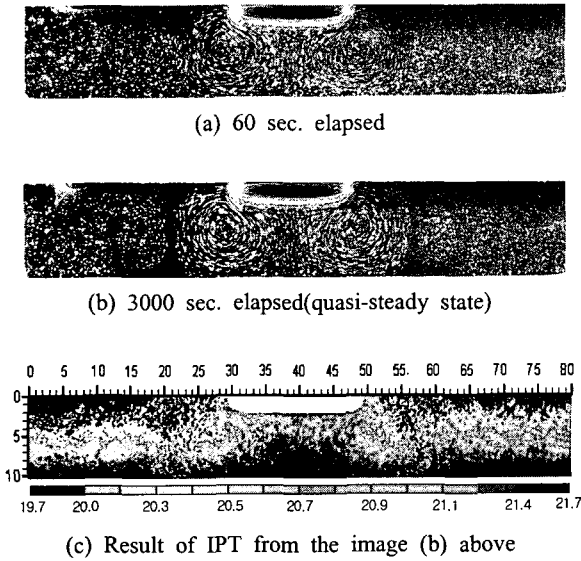 (a) 60 sec. elapsed
(b) 3000 sec. elapsed(quasi-steady state)
0 5 10 15 20 25 30 35 40 45 50 55. 60 65 70 75 80
0
5
10
19.7 20.0 20.3 20.5 20.7 20.9 21.1 21.4 21.7
(c) Result of IPT from the image (b) above